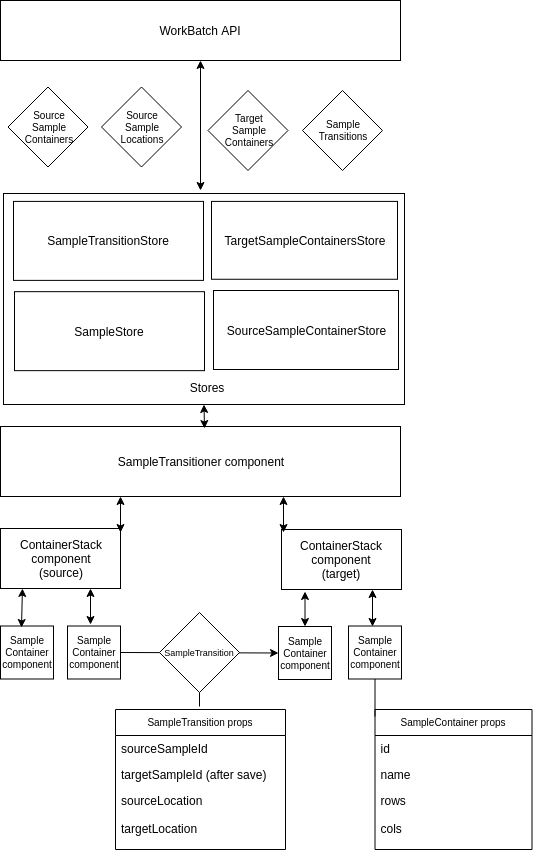 WorkBatch API
Source
Sample
Containers
Source
Sample
Locations
Target
Sample
Containers
Sample
Transitions
SampleTransitionStore
TargetSampleContainersStore
SampleStore
SourceSampleContainerStore
Stores
SampleTransitioner component
ContainerStack
component
(source)
ContainerStack
component
(target)
Sample
Container
component
Sample
Container
component
SampleTransition
Sample
Container
component
Sample
Container
component
SampleTransition props
sourceSampleId
targetSampleId (after save)
sourceLocation
targetLocation
SampleContainer props
id
name
rows
cols